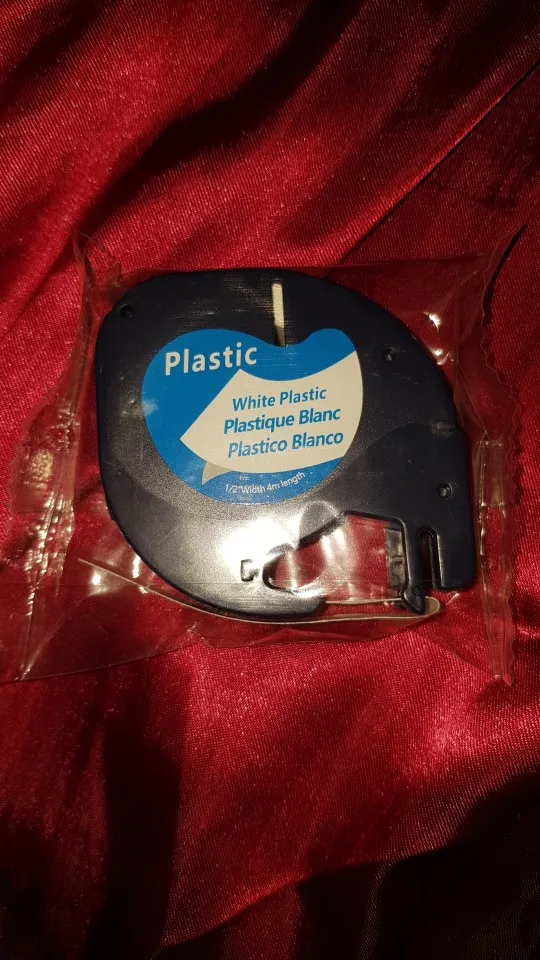 Plastic
White Plastic
Plastique Blanc
Plastico Blanco
1/2"Width 4m length